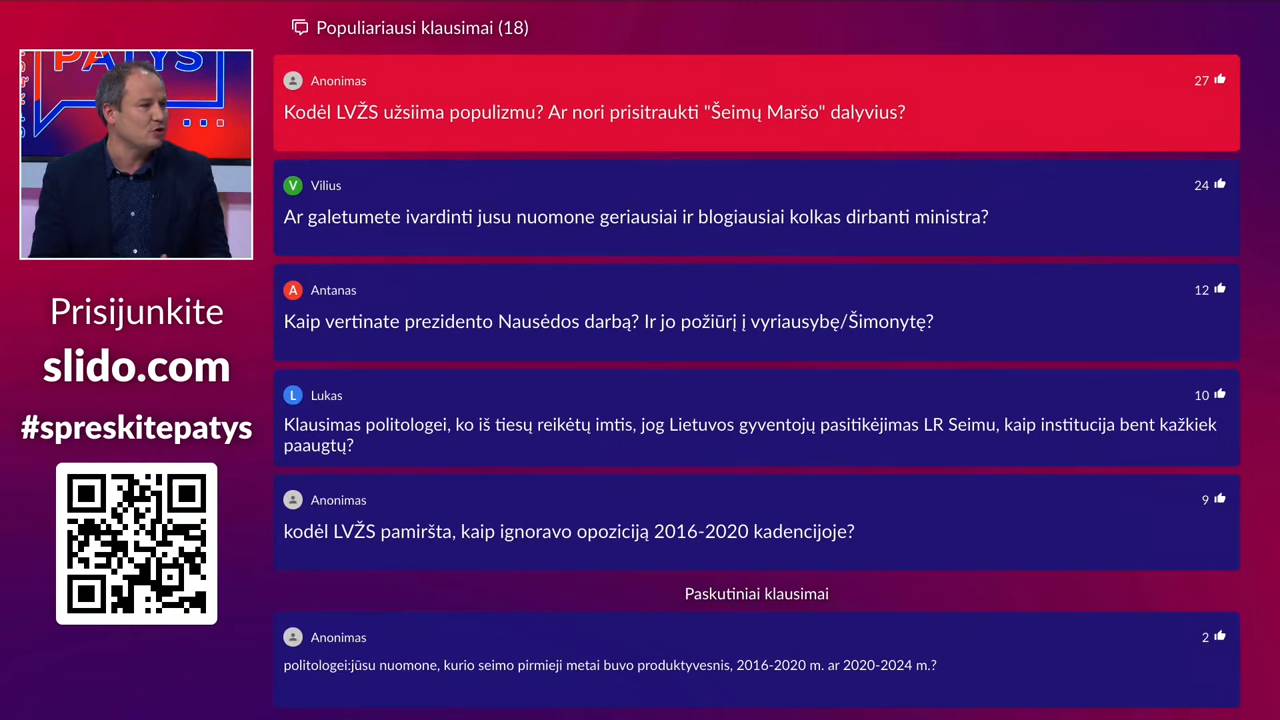 Populiariausi klausimai (18)
PATYS
Anonimas
27
Kodėl LVŽS užsiima populizmu? Ar nori prisitraukti "Šeimų Maršo" dalyvius?
V
Vilius
24
Ar galetumete ivardinti jusu nuomone geriausiai ir blogiausiai kolkas dirbanti ministra?
A
Antanas
12
Kaip vertinate prezidento Nausėdos darbą? Ir jo požiūrį į vyriausybę/Šimonytę?
L
Lukas
10
Klausimas politologei, ko iš tiesų reikėtų imtis, jog Lietuvos gyventojų pasitikėjimas LR Seimu, kaip institucija bent kažkiek
paaugtų?
Anonimas
9
kodėl LVŽS pamiršta, kaip ignoravo opoziciją 2016-2020 kadencijoje?
Paskutiniai klausimai
Anonimas
2
politologei:jūsu nuomone, kurio seimo pirmieji metai buvo produktyvesnis, 2016-2020 m. ar 2020-2024 m.?
Prisijunkite
slido.com
#spreskitepatys